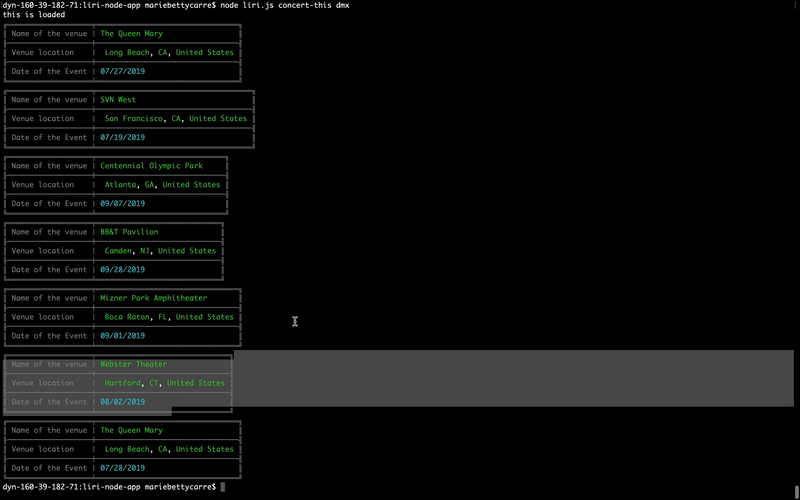 dyn-160-39-182-71:liri-node-app mariebettycarre$ node liri.js concert-this dmx
this is loaded
Name of the venue The Queen Mary
Venue location Long Beach, CA, United States
Date of the Event 07/27/2019
Name of the venue SVN West
Venue location San Francisco, CA, United States
Date of the Event 07/19/2019
Name of the venue Centennial Olympic Park
Venue location Atlanta, GA, United States
Date of the Event 09/07/2019
Name of the venue BB&T Pavilion
Venue location Camden, NJ, United States
Date of the Event 09/28/2019
Name of the venue Mizner Park Amphitheater
Venue location Boca Raton, FL, United States
Date of the Event 09/01/2019
Name of the venue Webster Theater
Venue location Hartford, CT, United States
Date of the Event 08/02/2019
Name of the venue The Queen Mary
Venue location Long Beach, CA, United States
Date of the Event 07/28/2019
dyn-160-39-182-71:liri-node-app mariebettycarre$